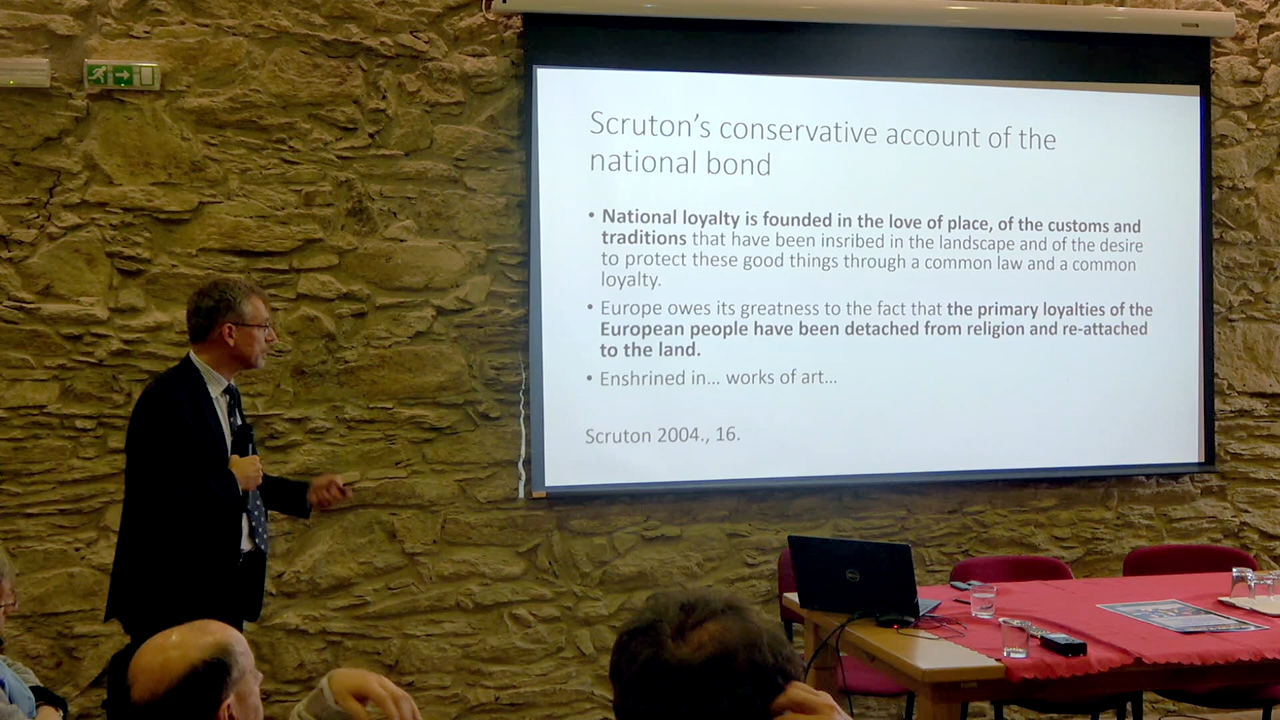 Scruton's conservative account of the
national bond
• National loyalty is founded in the love of place, of the customs and
traditions that have been insribed in the landscape and of the desire
to protect these good things through a common law and a common
loyalty.
• Europe owes its greatness to the fact that the primary loyalties of the
European people have been detached from religion and re-attached
to the land.
• Enshrined in… works of art…
Scruton 2004., 16.
DELL